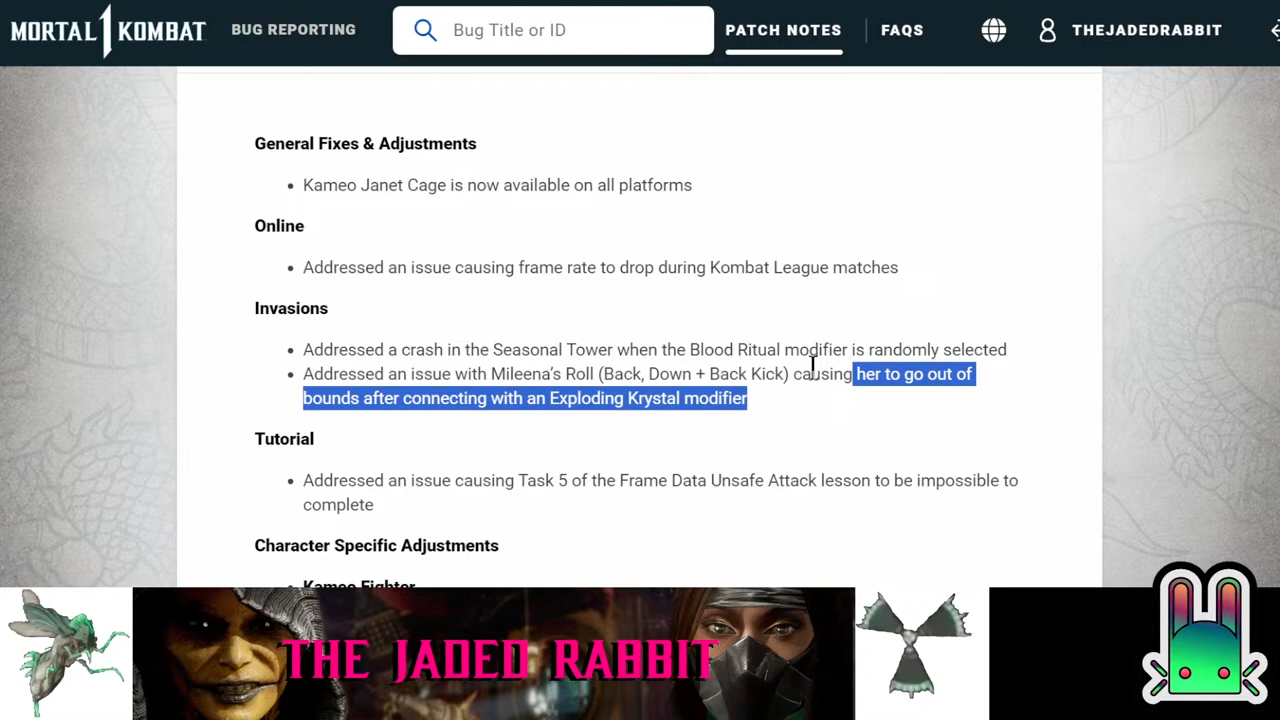 MORTAL KOMBAT 1
BUG REPORTING
Bug Title or ID
PATCH NOTES
FAQS
THEJADEDRABBIT
General Fixes & Adjustments
• Kameo Janet Cage is now available on all platforms
Online
• Addressed an issue causing frame rate to drop during Kombat League matches
Invasions
• Addressed a crash in the Seasonal Tower when the Blood Ritual modifier is randomly selected
• Addressed an issue with Mileena’s Roll (Back, Down + Back Kick) causing her to go out of
bounds after connecting with an Exploding Krystal modifier
Tutorial
• Addressed an issue causing Task 5 of the Frame Data Unsafe Attack lesson to be impossible to
complete
Character Specific Adjustments
• Kameo Fighter
THE JADED RABBIT